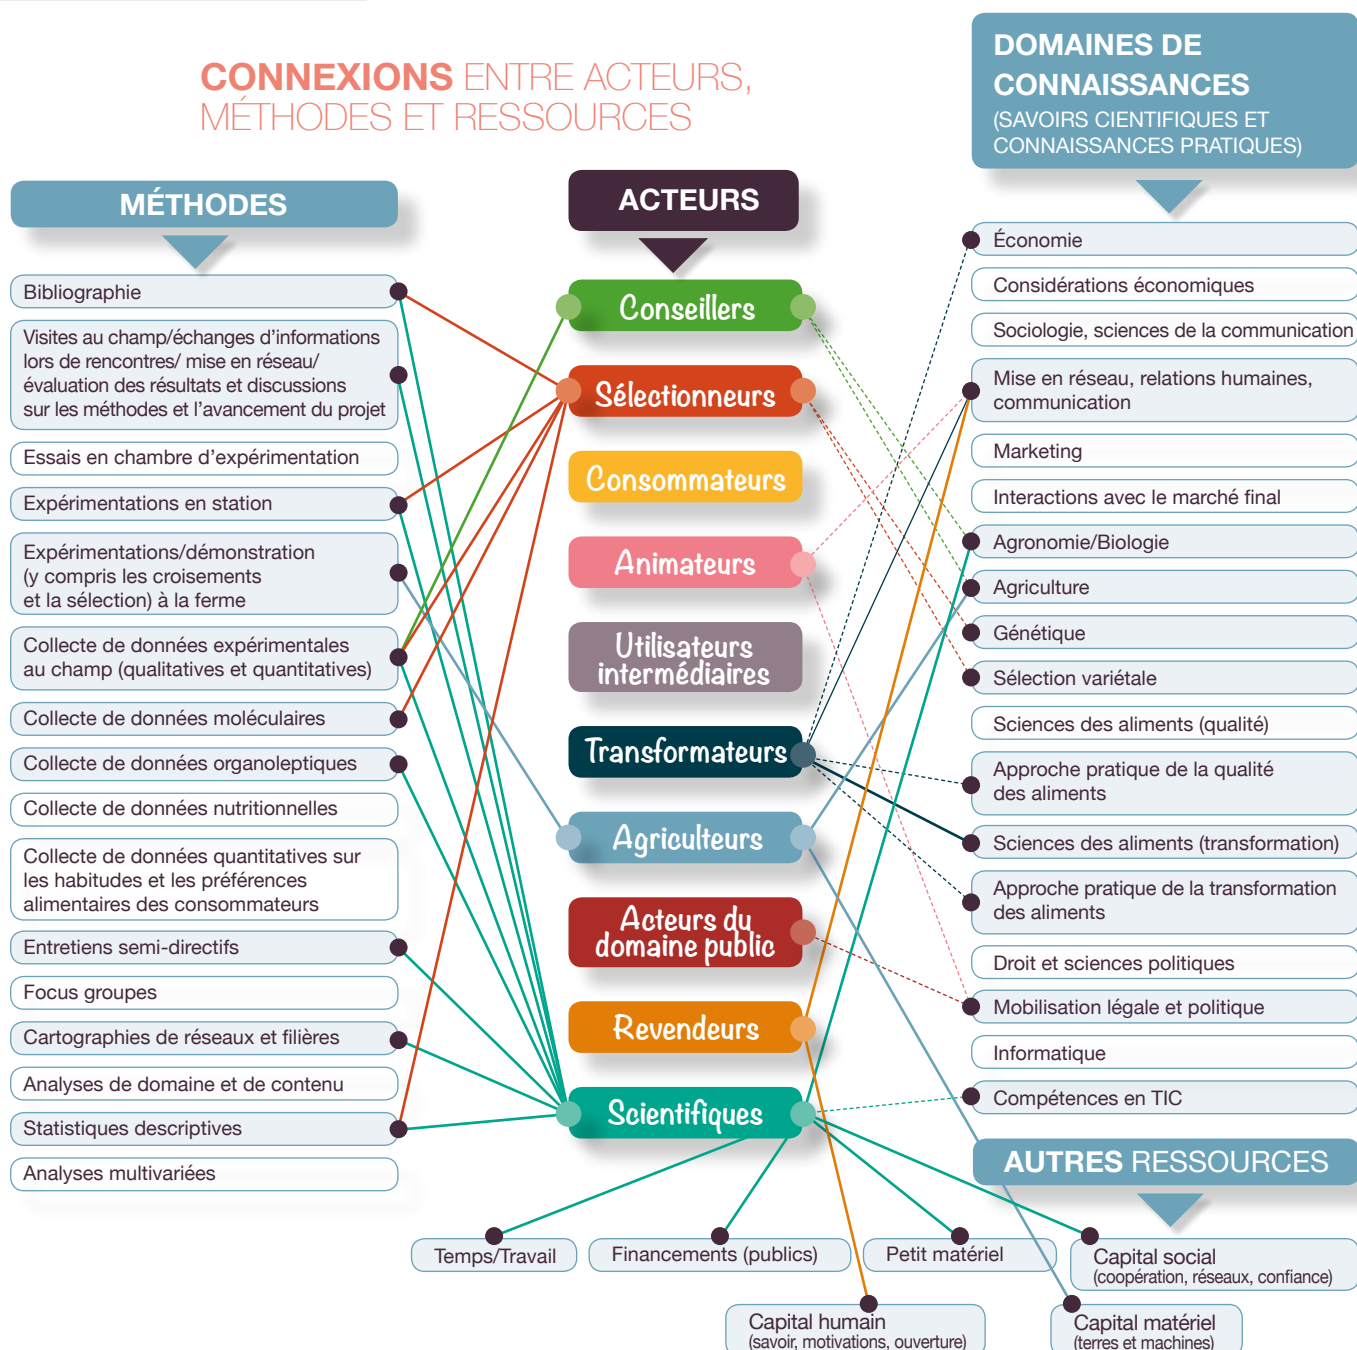 CONNEXIONS ENTRE ACTEURS,
MÉTHODES ET RESSOURCES
MÉTHODES
Bibliographie
Visites au champ/échanges d’informations
lors de rencontres/ mise en réseau/
évaluation des résultats et discussions
sur les méthodes et l’avancement du projet
Essais en chambre d’expérimentation
Expérimentations en station
Expérimentations/démonstration
(y compris les croisements
et la sélection) à la ferme
Collecte de données expérimentales
au champ (qualitatives et quantitatives)
Collecte de données moléculaires
Collecte de données organoleptiques
Collecte de données nutritionnelles
Collecte de données quantitatives sur
les habitudes et les préférences
alimentaires des consommateurs
Entretiens semi-directifs
Focus groupes
Cartographies de réseaux et filières
Analyses de domaine et de contenu
Statistiques descriptives
Analyses multivariées
ACTEURS
Conseillers
Sélectionneurs
Consommateurs
Animateurs
Utilisateurs
intermédiaires
Transformateurs
Agriculteurs
Acteurs du
domaine public
Revendeurs
Scientifiques
DOMAINES DE
CONNAISSANCES
(SAVOIRS CIENTIFIQUES ET
CONNAISSANCES PRATIQUES)
Économie
Considérations économiques
Sociologie, sciences de la communication
Mise en réseau, relations humaines,
communication
Marketing
Interactions avec le marché final
Agronomie/Biologie
Agriculture
Génétique
Sélection variétale
Sciences des aliments (qualité)
Approche pratique de la qualité
des aliments
Sciences des aliments (transformation)
Approche pratique de la transformation
des aliments
Droit et sciences politiques
Mobilisation légale et politique
Informatique
Compétences en TIC
AUTRES RESSOURCES
Temps/Travail
Financements (publics)
Petit matériel
Capital social
(coopération, réseaux, confiance)
Capital humain
(savoir, motivations, ouverture)
Capital matériel
(terres et machines)